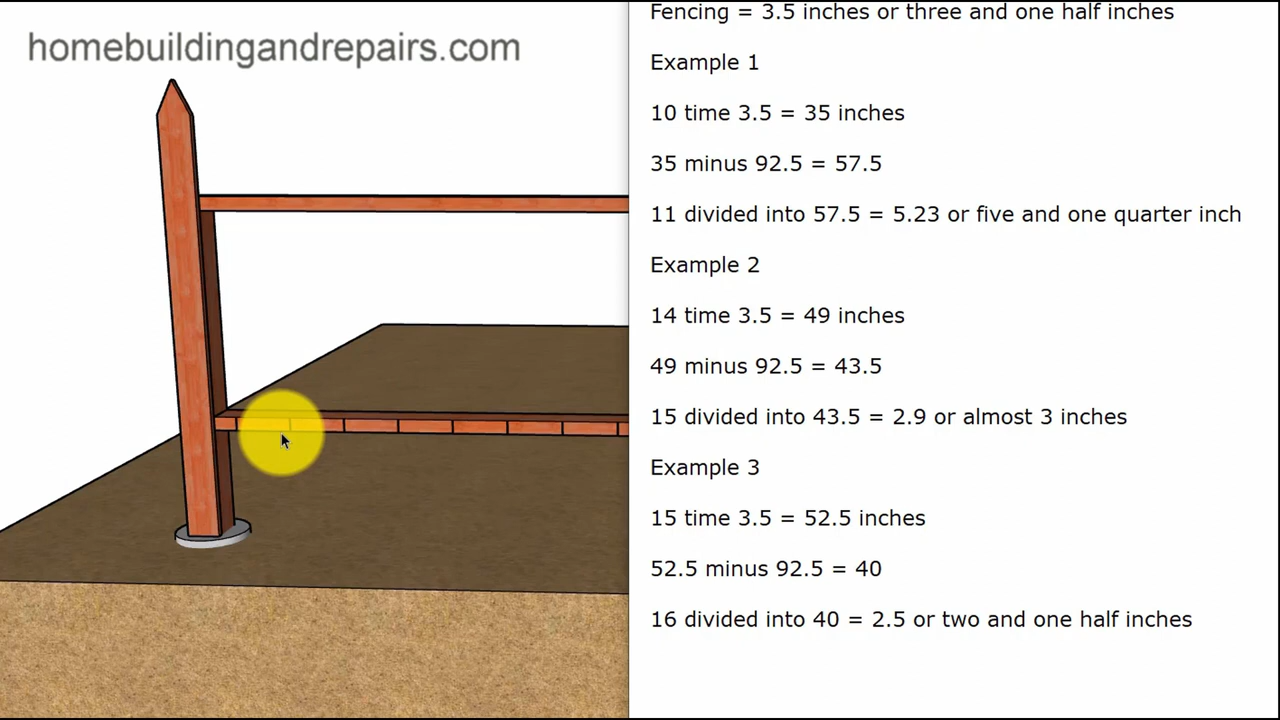 homebuildingandrepairs.com
Fencing = 3.5 inches or three and one half inches
Example 1
10 time 3.5 = 35 inches
35 minus 92.5 = 57.5
11 divided into 57.5 = 5.23 or five and one quarter inch
Example 2
14 time 3.5 = 49 inches
49 minus 92.5 = 43.5
15 divided into 43.5 = 2.9 or almost 3 inches
Example 3
15 time 3.5 = 52.5 inches
52.5 minus 92.5 = 40
16 divided into 40 = 2.5 or two and one half inches